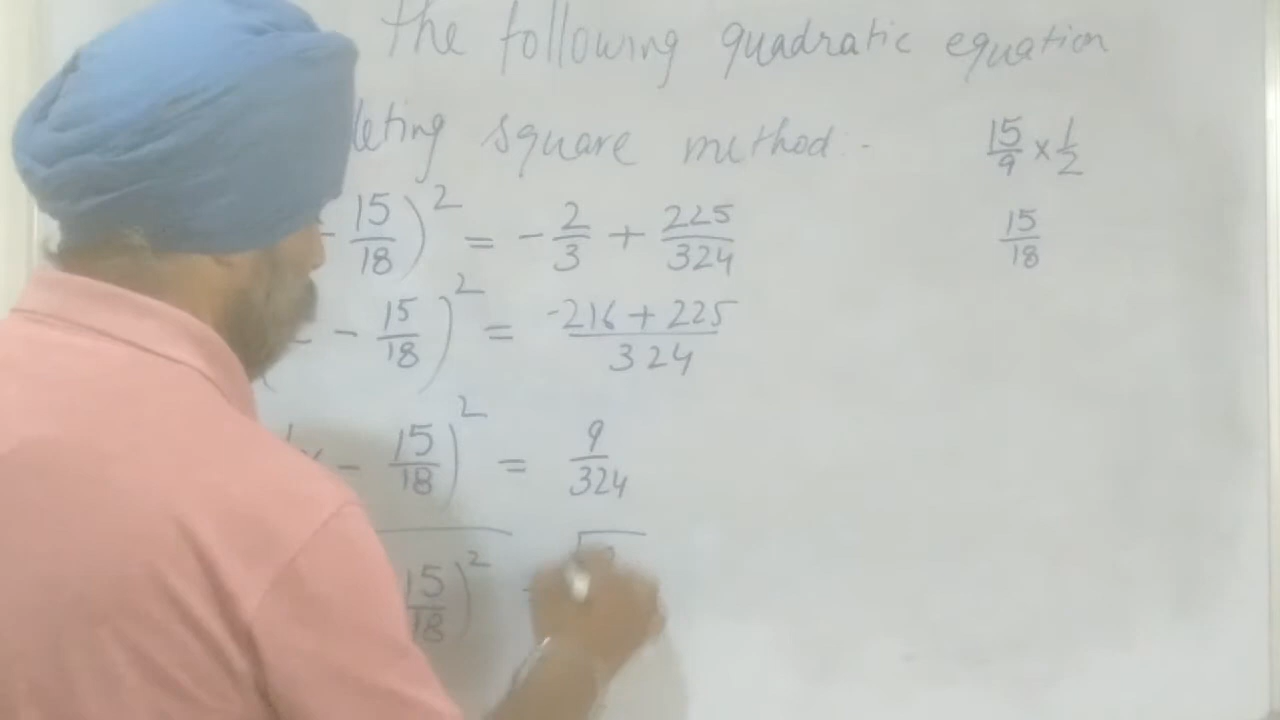 the following quadratic equation
leting square method :-
15/9 × 1/2
- 15/18)² = - 2/3 + 225/324
15/18
- 15/18)² = -216 + 225/324
x - 15/18)² = 9/324
15/18)²